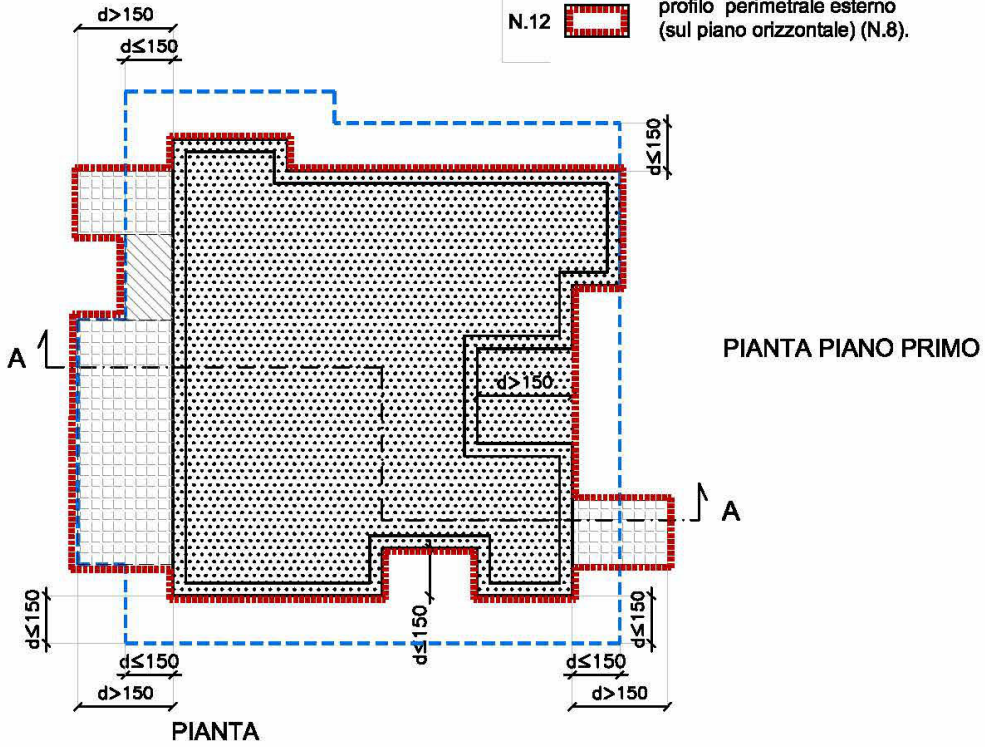 d>150
d≤150
N.12
profilo perimetrale esterno
(sul piano orizzontale) (N.8).
d≤150
A
PIANTA PIANO PRIMO
d>150
A
d≤150
d≤150
d≤150
d≤150
d≤150
d>150
d>150
PIANTA